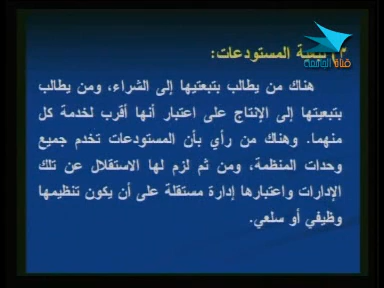 المستودعات:
هناك من يطالب بتبعيتها إلى الشراء، ومن يطالب
بتبعيتها إلى الإنتاج على اعتبار أنها أقرب لخدمة كل
منهما. وهناك من رأي بأن المستودعات تخدم جميع
وحدات المنظمة، ومن ثم لزم لها الاستقلال عن تلك
الإدارات واعتبارها إدارة مستقلة على أن يكون تنظيمها
وظيفي أو سلعي.